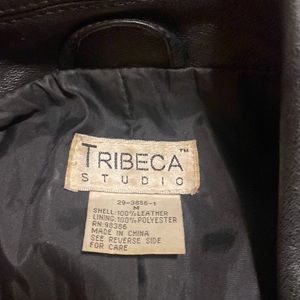 TRIBECA™
STUDIO
29-3856-1
M
SHELL:100% LEATHER
LINING:100% POLYESTER
RN:98386
MADE IN CHINA
SEE REVERSE SIDE
FOR CARE